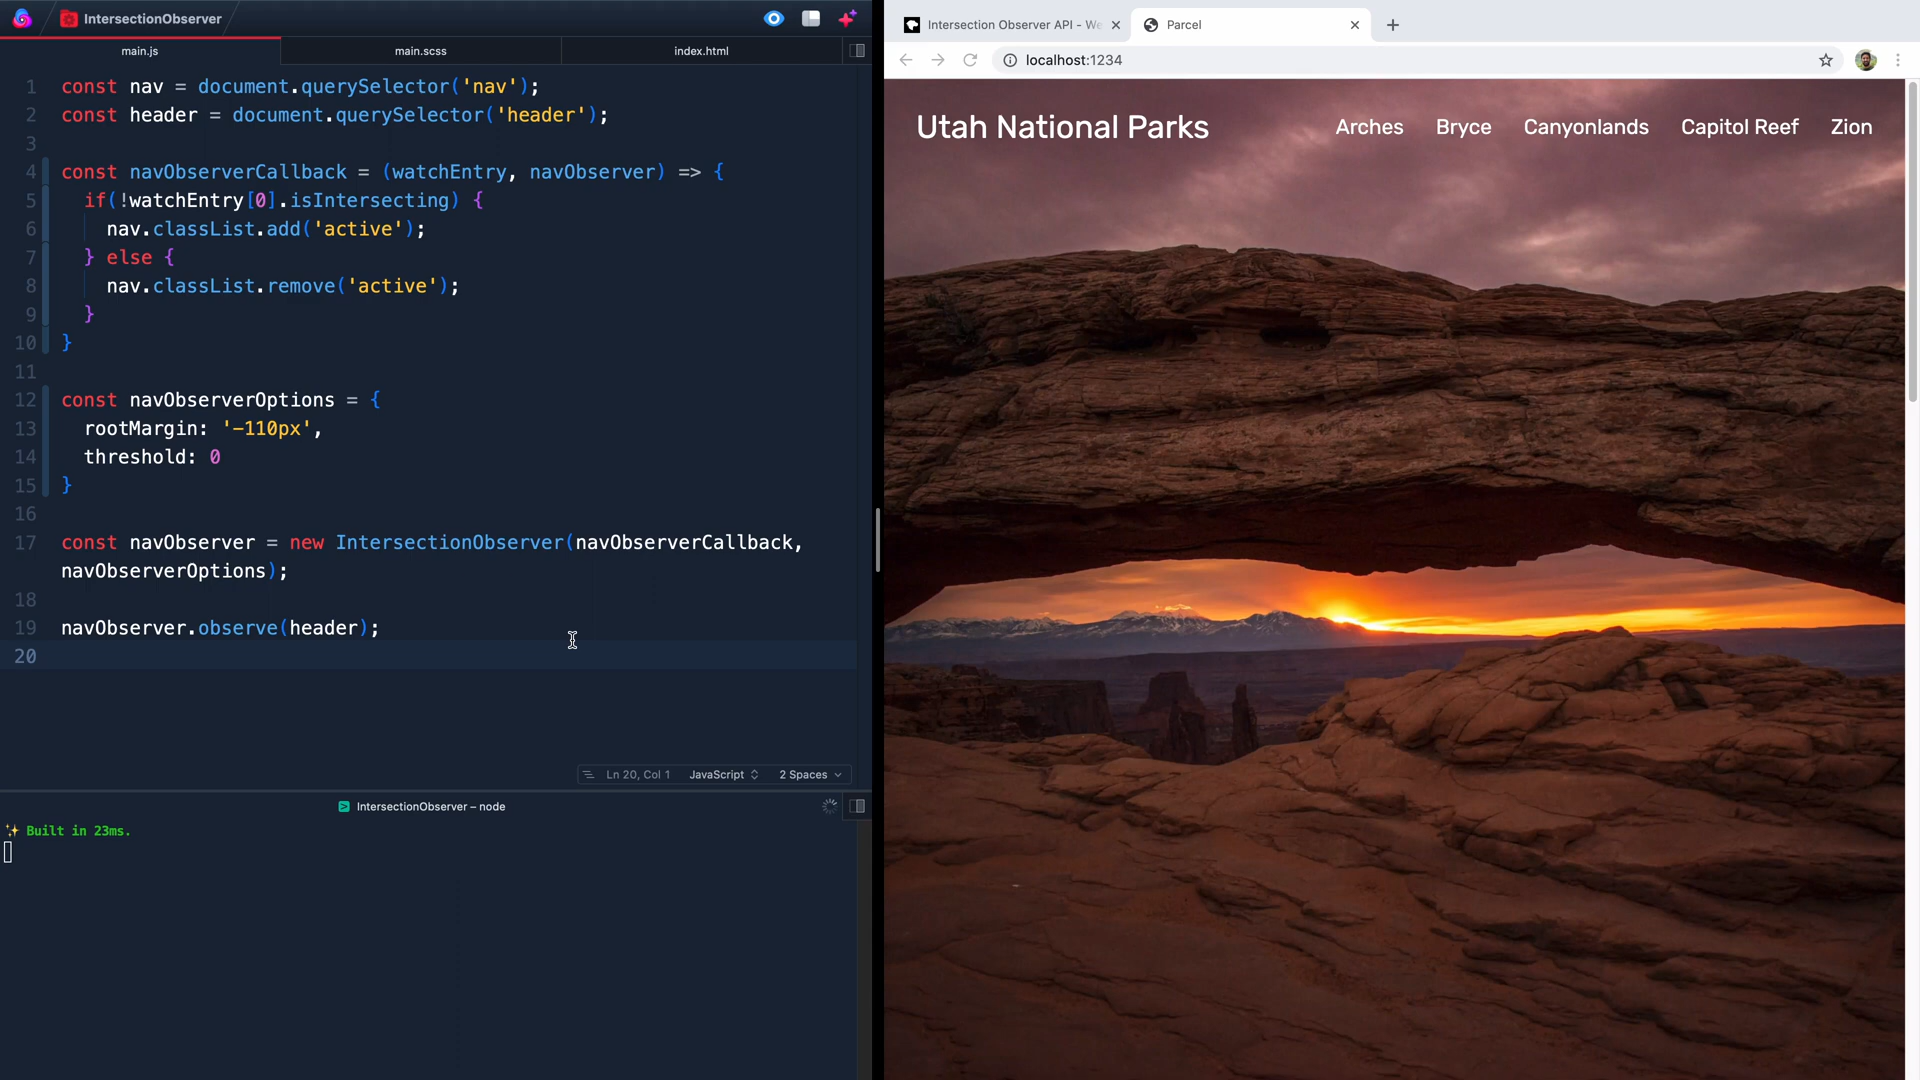 IntersectionObserver
main.js
main.scss
index.html
1 const nav = document.querySelector('nav');
2 const header = document.querySelector('header');
3
4 const navObserverCallback = (watchEntry, navObserver) => {
5 if(!watchEntry[0].isIntersecting) {
6 nav.classList.add('active');
7 } else {
8 nav.classList.remove('active');
9 }
10 }
11
12 const navObserverOptions = {
13 rootMargin: '-110px',
14 threshold: 0
15 }
16
17 const navObserver = new IntersectionObserver(navObserverCallback,
navObserverOptions);
18
19 navObserver.observe(header);
20
Ln 20, Col 1 JavaScript 2 Spaces
IntersectionObserver – node
✨ Built in 23ms.
Intersection Observer API - We
Parcel
localhost:1234
Utah National Parks
Arches Bryce Canyonlands Capitol Reef Zion